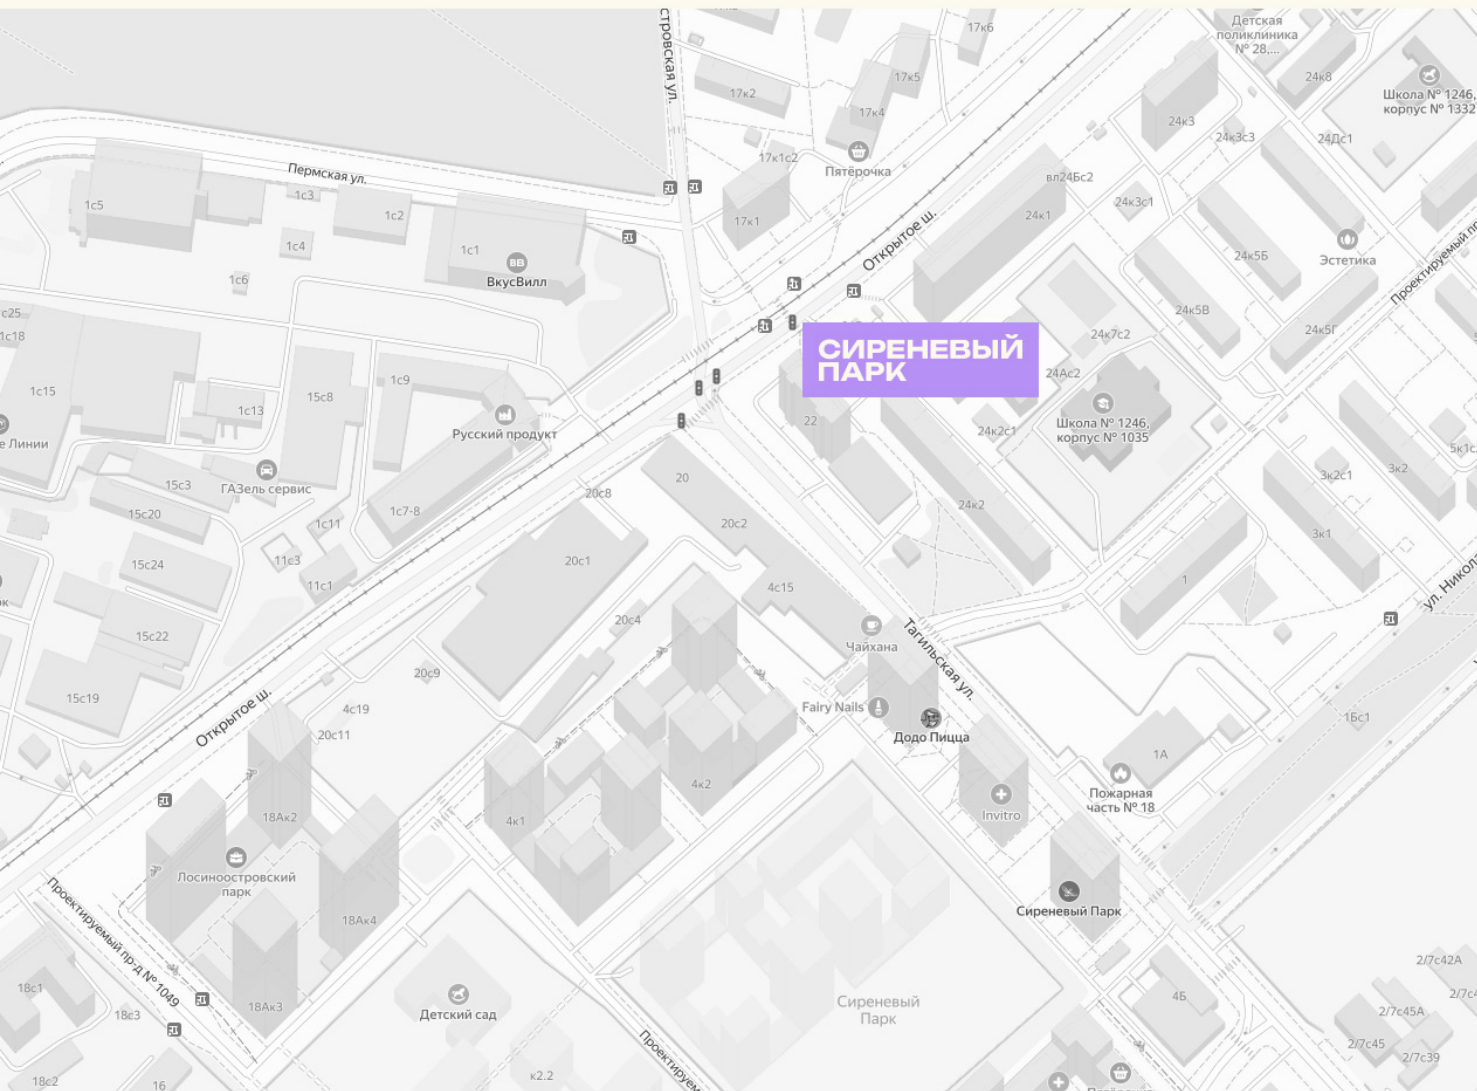 Детская
поликлиника
№ 28,...
17к6
24к8
Школа № 1246,
корпус № 1332
стровская ул.
17к5
17к2
17к4
24к3
24к3с3
24Дс1
17к1с2
Пятёрочка
Пермская ул.
вл24Бс2
1с3
1с5
1с2
24к3с1
24к1
17к1
Открытое ш.
1с4
1с1
24к5Б
Эстетика
ВкусВилл
1с6
Проектируемый пр
с25
24к5В
1с18
24к5Г
24к7с2
СИРЕНЕВЫЙ
ПАРК
24Ас2
1с9
1с15
15с8
1с13
22
Школа № 1246,
корпус № 1035
24к2с1
Русский продукт
е Линии
5к1с
3к2
3к2с1
20
15с3
ГАЗель сервис
20с8
24к2
1с7-8
15с20
1с11
20с2
3к1
11с3
20с1
15с24
11с1
4с15
1
ул. Никол
ок
20с4
15с22
Чайхана
Тагильская ул.
20с9
15с19
4с19
Fairy Nails
1Бс1
Открытое ш.
20с11
Додо Пицца
1А
4к2
Пожарная
часть № 18
18Ак2
4к1
Invitro
Лосиноостровский
парк
Сиреневый Парк
18Ак4
Проектируемый пр-д № 1049
2/7с42А
18с1
2/7с4
4Б
18Ак3
Сиреневый
Парк
18с3
Детский сад
2/7с45А
2/7с45
2/7с39
Проектируем
к2.2
18с2
16